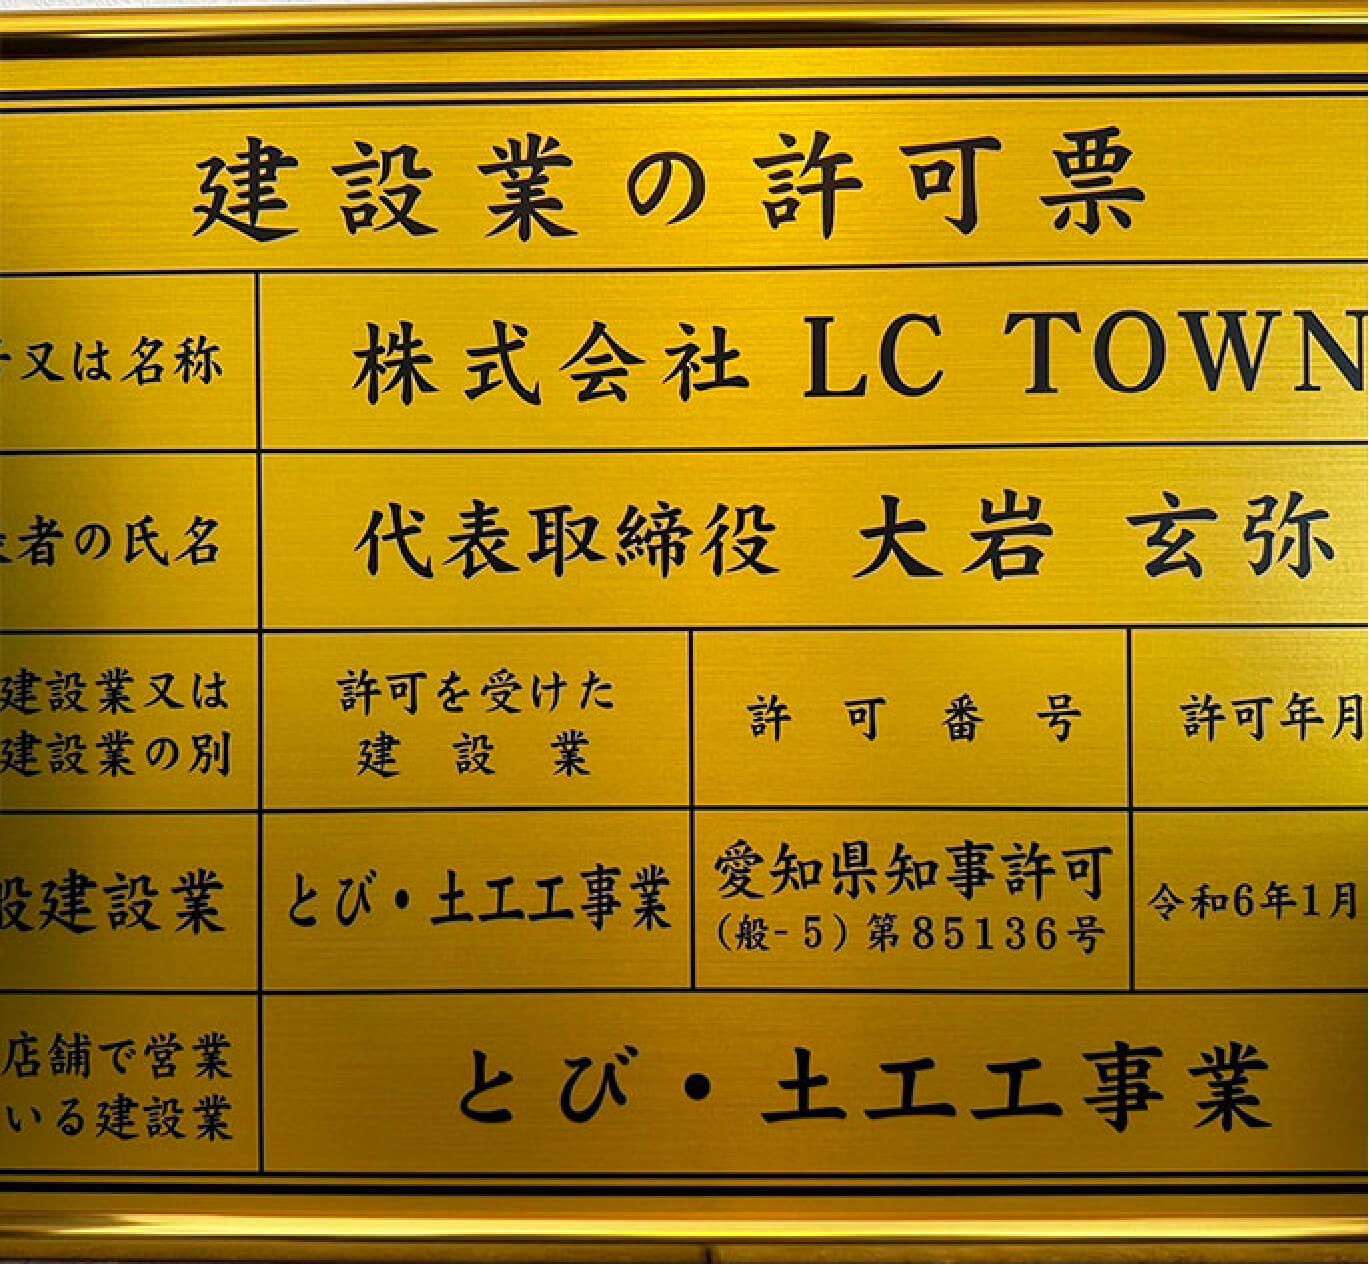 建設業の許可票
又は名称
株式会社 LC TOWN
者の氏名
代表取締役 大岩 玄弥
建設業又は
建設業の別
許可を受けた
建設業
許可番号
許可年月
般建設業
とび・土工工事業
愛知県知事許可
(般-5) 第85136号
令和6年1月
店舗で営業
いる建設業
とび・土工工事業